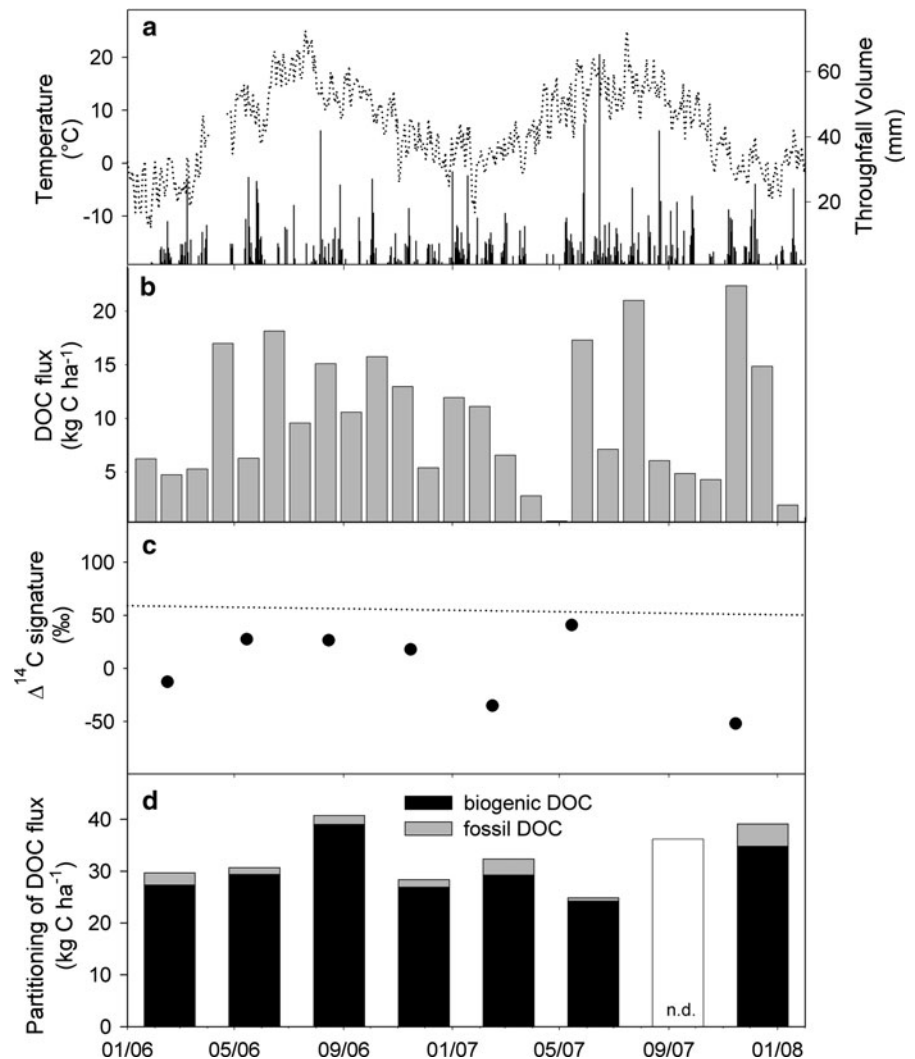 a
Temperature
(°C)
20
10
0
-10
Throughfall Volume
(mm)
60
40
20
b
DOC flux
(kg C ha⁻¹)
20
15
10
5
c
Δ¹⁴C signature
(‰)
100
50
0
-50
d
biogenic DOC
fossil DOC
Partitioning of DOC flux
(kg C ha⁻¹)
40
30
20
10
0
n.d.
01/06 05/06 09/06 01/07 05/07 09/07 01/08